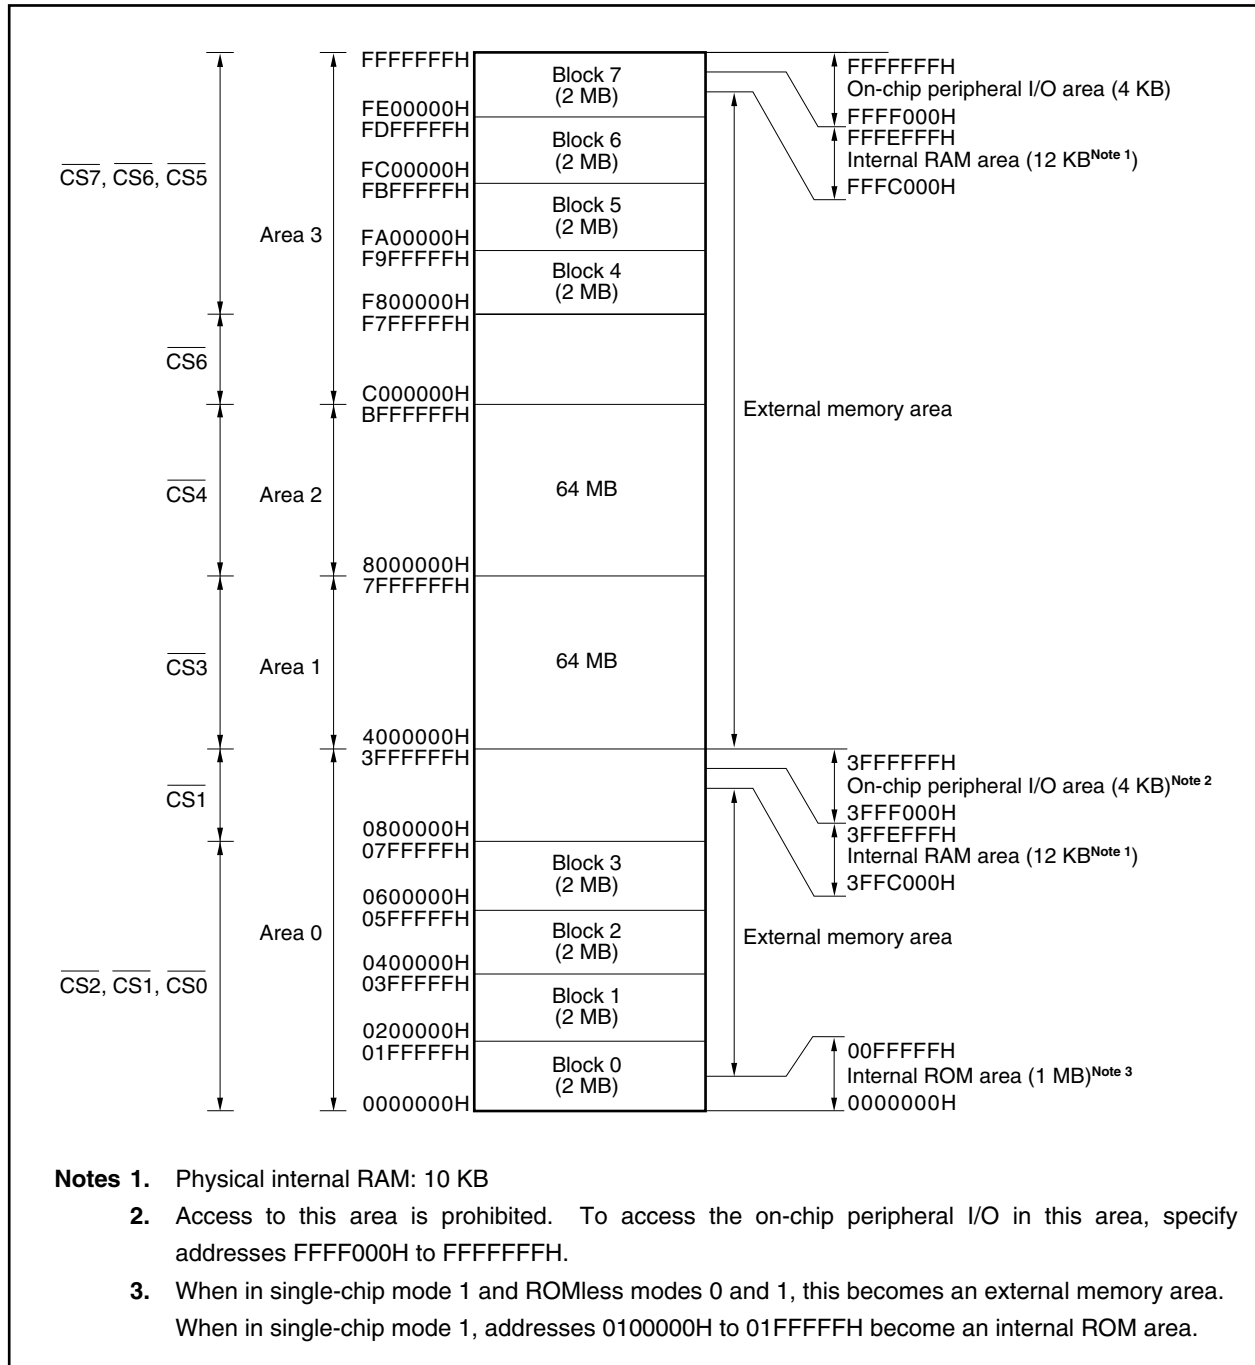 FFFFFFFH
Block 7
(2 MB)
FE00000H
FDFFFFFH
Block 6
(2 MB)
FC00000H
FBFFFFFH
Block 5
(2 MB)
FA00000H
F9FFFFFH
Block 4
(2 MB)
F800000H
F7FFFFFH
C000000H
BFFFFFFH
64 MB
8000000H
7FFFFFFH
64 MB
4000000H
3FFFFFFH
0800000H
07FFFFFH
Block 3
(2 MB)
0600000H
05FFFFFH
Block 2
(2 MB)
0400000H
03FFFFFH
Block 1
(2 MB)
0200000H
01FFFFFH
Block 0
(2 MB)
0000000H
CS7, CS6, CS5
CS6
CS4
CS3
CS1
CS2, CS1, CS0
Area 3
Area 2
Area 1
Area 0
FFFFFFFH
On-chip peripheral I/O area (4 KB)
FFFF000H
FFFEFFFH
Internal RAM area (12 KB Note 1)
FFFC000H
External memory area
3FFFFFFH
On-chip peripheral I/O area (4 KB) Note 2
3FFF000H
3FFEFFFH
Internal RAM area (12 KB Note 1)
3FFC000H
External memory area
00FFFFFH
Internal ROM area (1 MB) Note 3
0000000H
Notes 1. Physical internal RAM: 10 KB
2. Access to this area is prohibited. To access the on-chip peripheral I/O in this area, specify
addresses FFFF000H to FFFFFFFH.
3. When in single-chip mode 1 and ROMless modes 0 and 1, this becomes an external memory area.
When in single-chip mode 1, addresses 0100000H to 01FFFFFH become an internal ROM area.